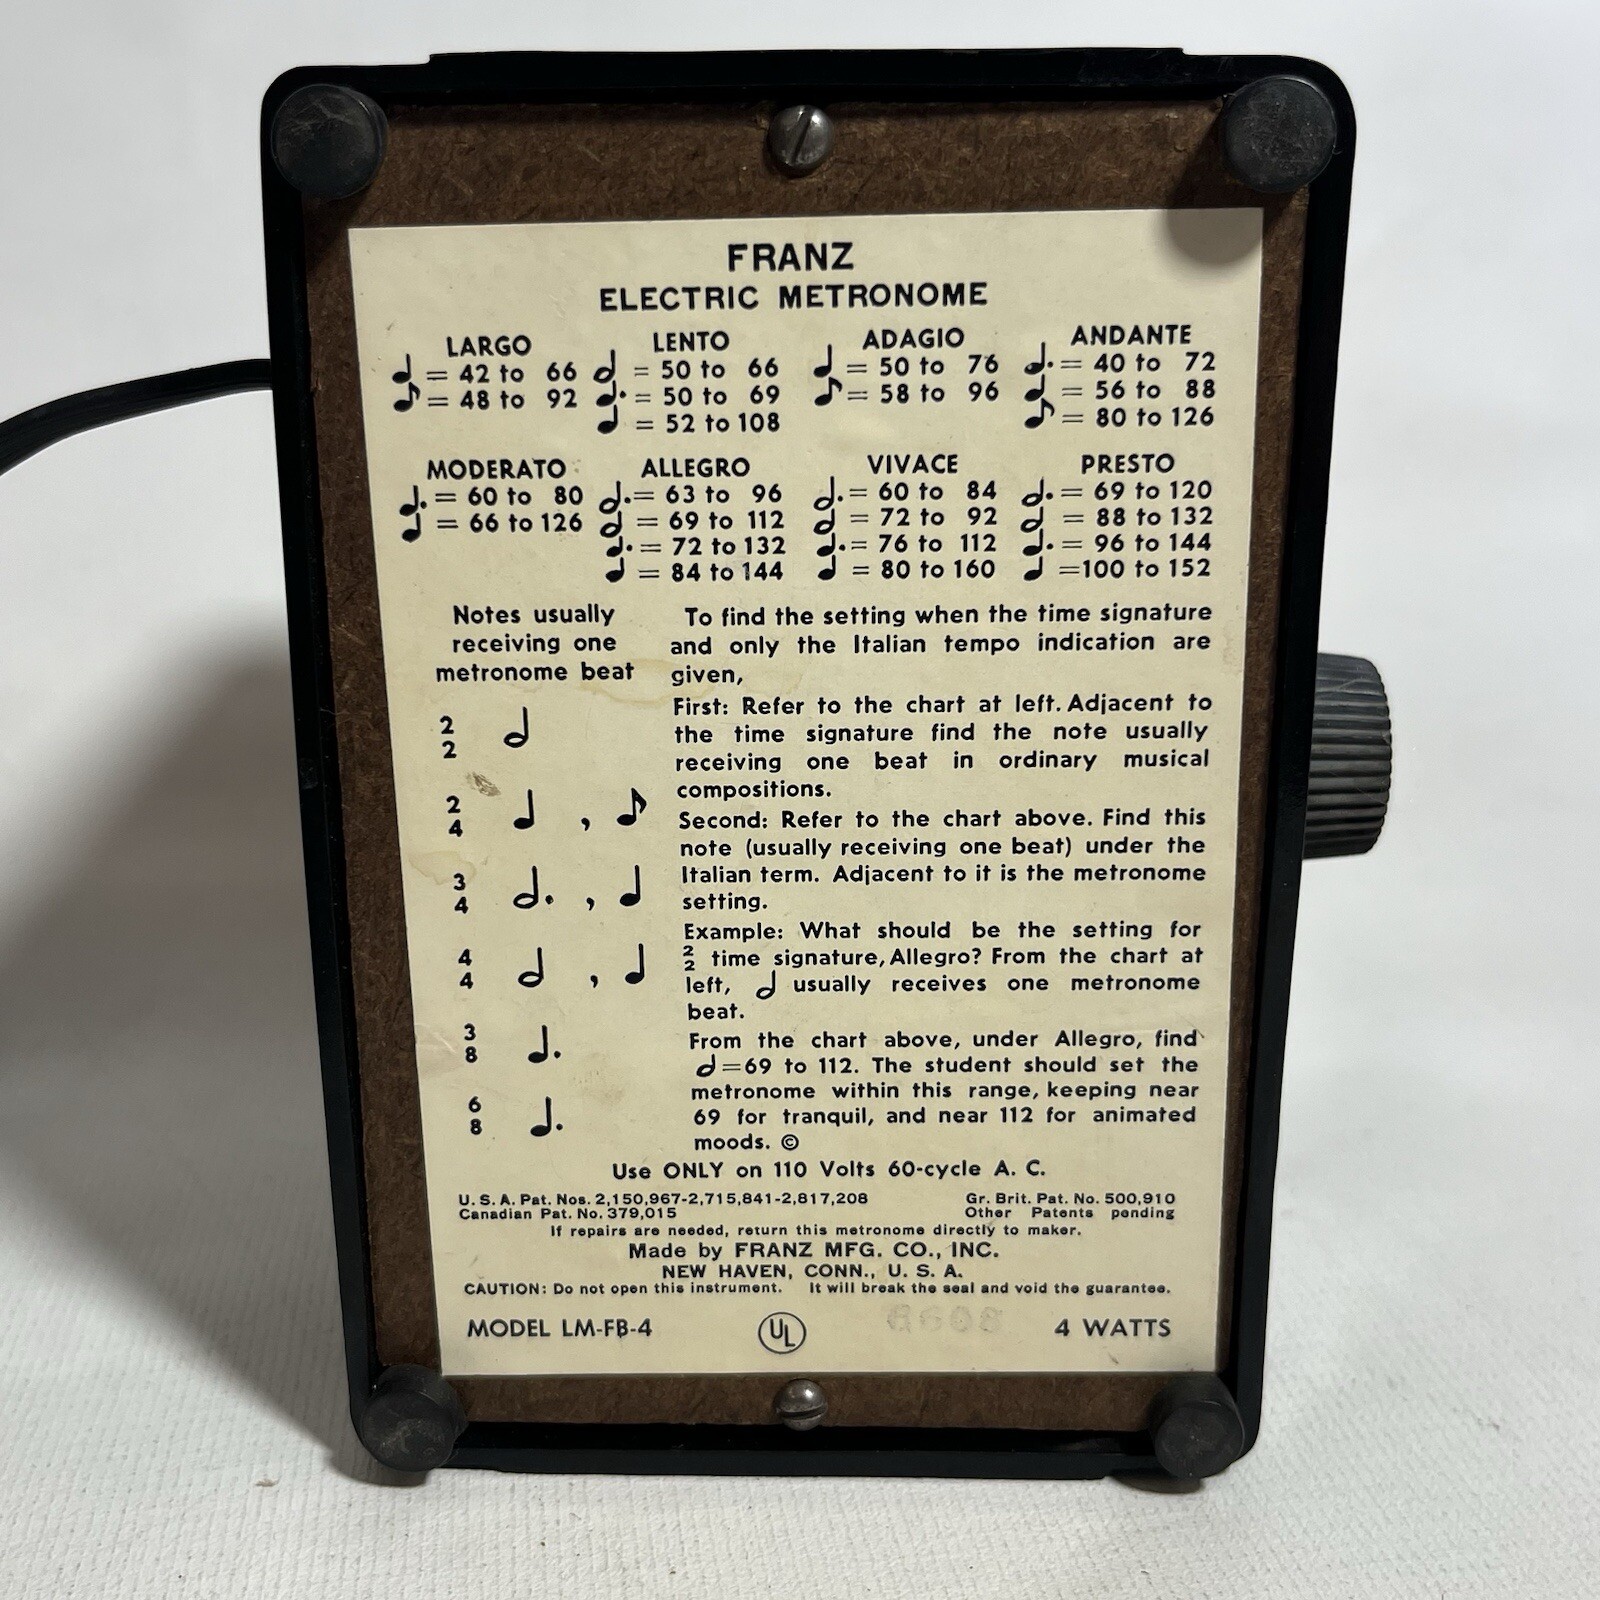 FRANZ
ELECTRIC METRONOME
LARGO LENTO ADAGIO ANDANTE
♩ = 42 to 66 𝅗𝅥 = 50 to 66 ♩ = 50 to 76 ♩. = 40 to 72
♪ = 48 to 92 ♩. = 50 to 69 ♪ = 58 to 96 ♩ = 56 to 88
♩ = 52 to 108 ♪ = 80 to 126
MODERATO ALLEGRO VIVACE PRESTO
♩. = 60 to 80 𝅗𝅥. = 63 to 96 𝅗𝅥. = 60 to 84 𝅗𝅥. = 69 to 120
♩ = 66 to 126 𝅗𝅥 = 69 to 112 𝅗𝅥 = 72 to 92 𝅗𝅥 = 88 to 132
♩. = 72 to 132 ♩. = 76 to 112 ♩. = 96 to 144
♩ = 84 to 144 ♩ = 80 to 160 ♩ = 100 to 152
Notes usually
receiving one
metronome beat
2
2 𝅗𝅥
2
4 ♩ , ♪
3
4 𝅗𝅥. , ♩
4
4 𝅗𝅥 , ♩
3
8 ♩.
6
8 ♩.
To find the setting when the time signature
and only the Italian tempo indication are
given,
First: Refer to the chart at left. Adjacent to
the time signature find the note usually
receiving one beat in ordinary musical
compositions.
Second: Refer to the chart above. Find this
note (usually receiving one beat) under the
Italian term. Adjacent to it is the metronome
setting.
Example: What should be the setting for
2/2 time signature, Allegro? From the chart at
left, 𝅗𝅥 usually receives one metronome
beat.
From the chart above, under Allegro, find
𝅗𝅥=69 to 112. The student should set the
metronome within this range, keeping near
69 for tranquil, and near 112 for animated
moods. ©
Use ONLY on 110 Volts 60-cycle A. C.
U. S. A. Pat. Nos. 2,150,967-2,715,841-2,817,208 Gr. Brit. Pat. No. 500,910
Canadian Pat. No. 379,015 Other Patents pending
If repairs are needed, return this metronome directly to maker.
Made by FRANZ MFG. CO., INC.
NEW HAVEN, CONN., U. S. A.
CAUTION: Do not open this instrument. It will break the seal and void the guarantee.
MODEL LM-FB-4 UL 4 WATTS